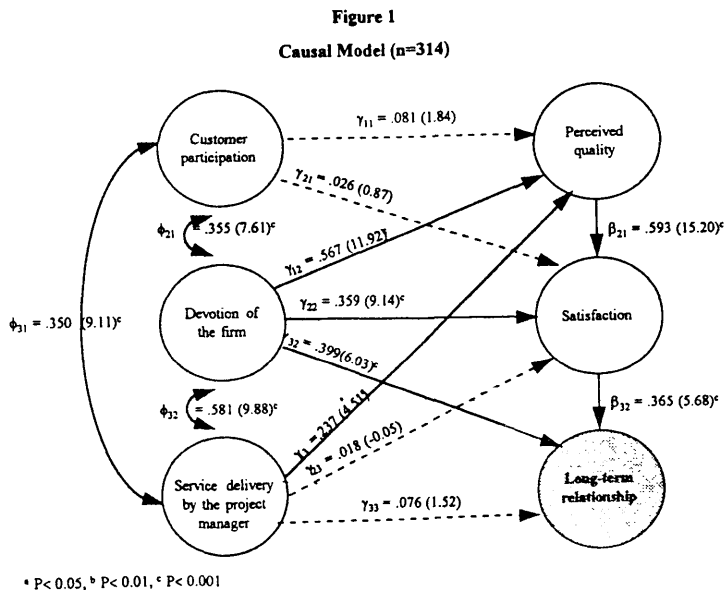 Figure 1
Causal Model (n=314)
Customer
participation
γ₁₁ = .081 (1.84)
Perceived
quality
γ₂₁ = .026 (0.87)
ϕ₂₁ = .355 (7.61)ᶜ
γ₁₂ = .567 (11.92)ᶜ
β₂₁ = .593 (15.20)ᶜ
Devotion of
the firm
γ₂₂ = .359 (9.14)ᶜ
Satisfaction
ϕ₃₁ = .350 (9.11)ᶜ
₃₂ = .399(6.03)ᶜ
ϕ₃₂ = .581 (9.88)ᶜ
β₃₂ = .365 (5.68)ᶜ
= .237 (4.51)
= .018 (-0.05)
Service delivery
by the project
manager
γ₃₃ = .076 (1.52)
Long-term
relationship
ᵃ P< 0.05, ᵇ P< 0.01, ᶜ P< 0.001